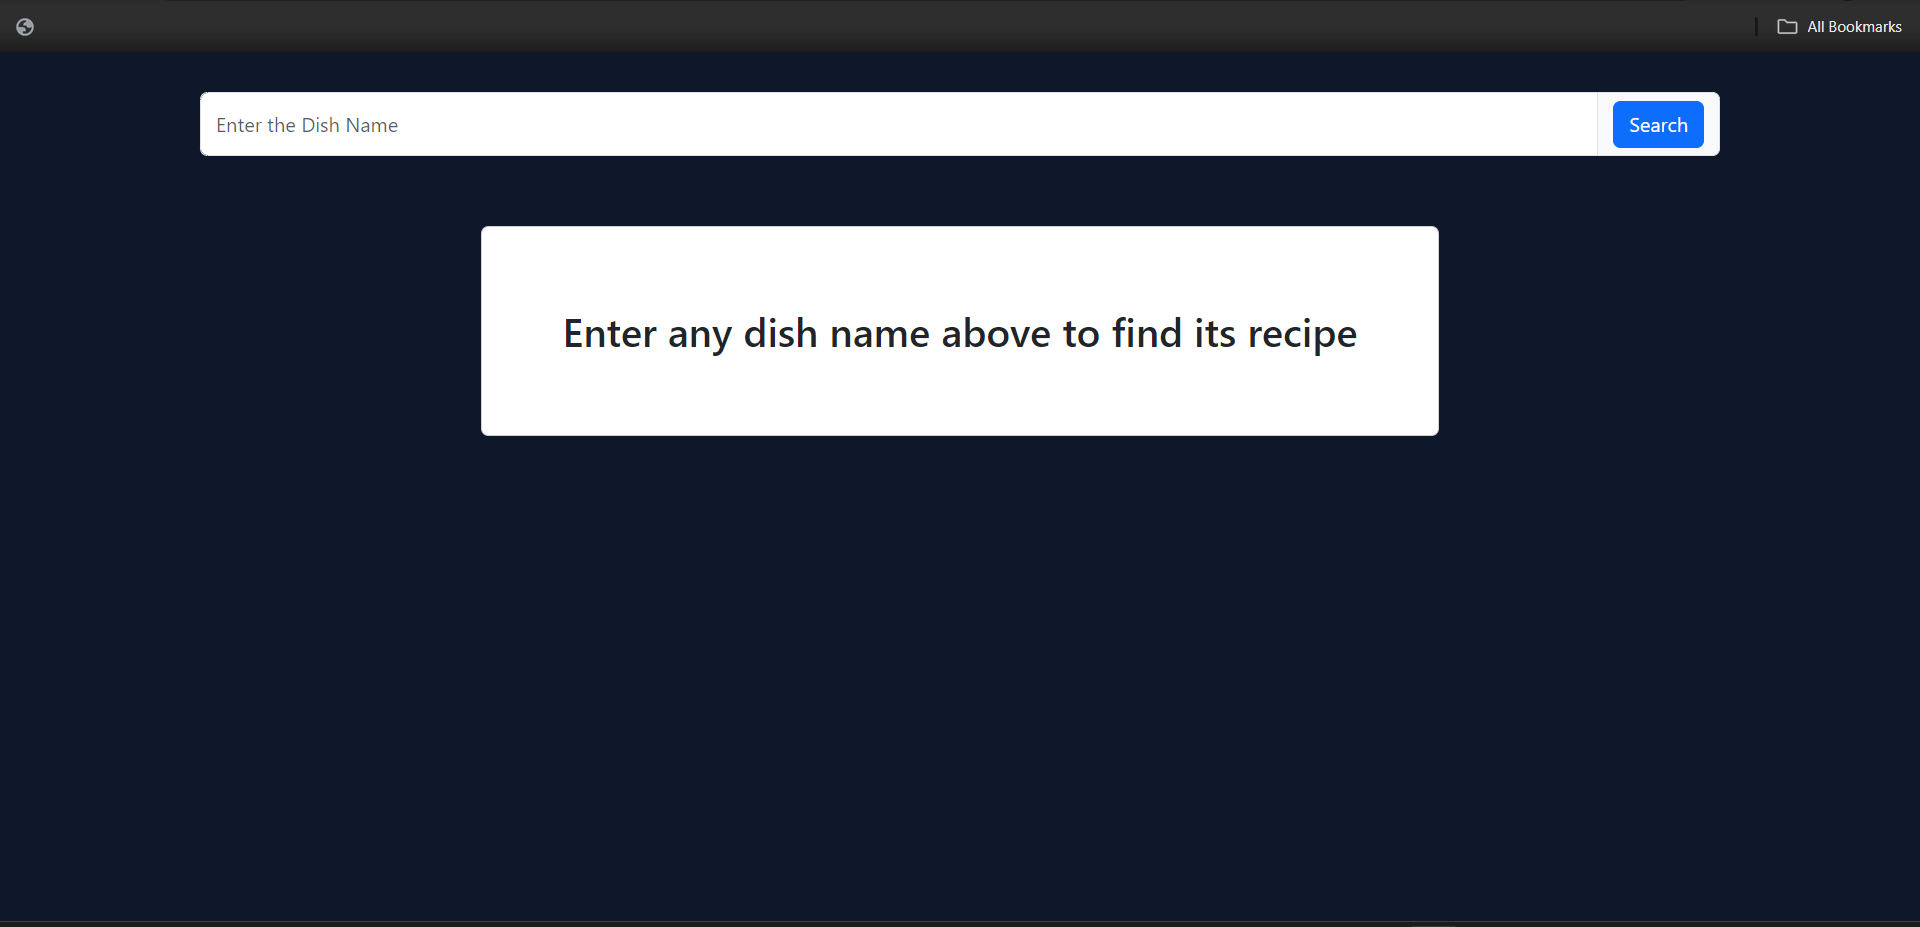 All Bookmarks
Enter the Dish Name
Search
Enter any dish name above to find its recipe